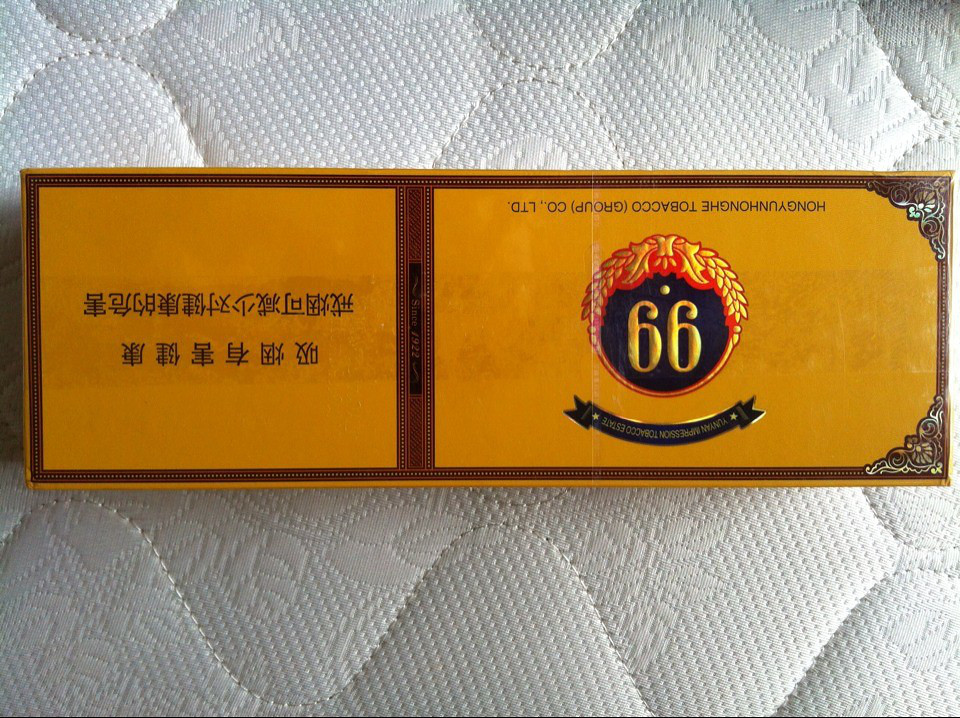 YUNYAN IMPRESSION TOBACCO ESTATE
66
HONGYUNHONGHE TOBACCO (GROUP) CO., LTD.
Since 1922
吸烟有害健康
戒烟可减少对健康的危害